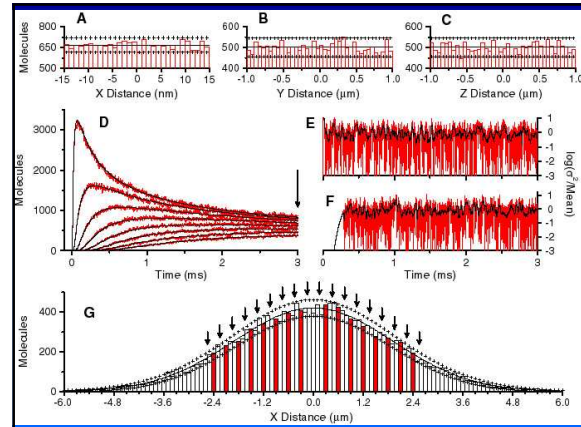 A B C
Molecules
800
650
500
-15 -10 -5 0 5 10 15
X Distance (nm)
600
500
400
-1.0 -0.5 0.0 0.5 1.0
Y Distance (μm)
600
500
400
-1.0 -0.5 0.0 0.5 1.0
Z Distance (μm)
D
Molecules
3000
2000
1000
0
0 1 2 3
Time (ms)
E
1
0
-1
-2
-3
F
1
0
-1
-2
-3
log(σ²/Mean)
0 1 2 3
Time (ms)
G
Molecules
400
200
0
-6.0 -4.8 -3.6 -2.4 -1.2 0.0 1.2 2.4 3.6 4.8 6.0
X Distance (μm)